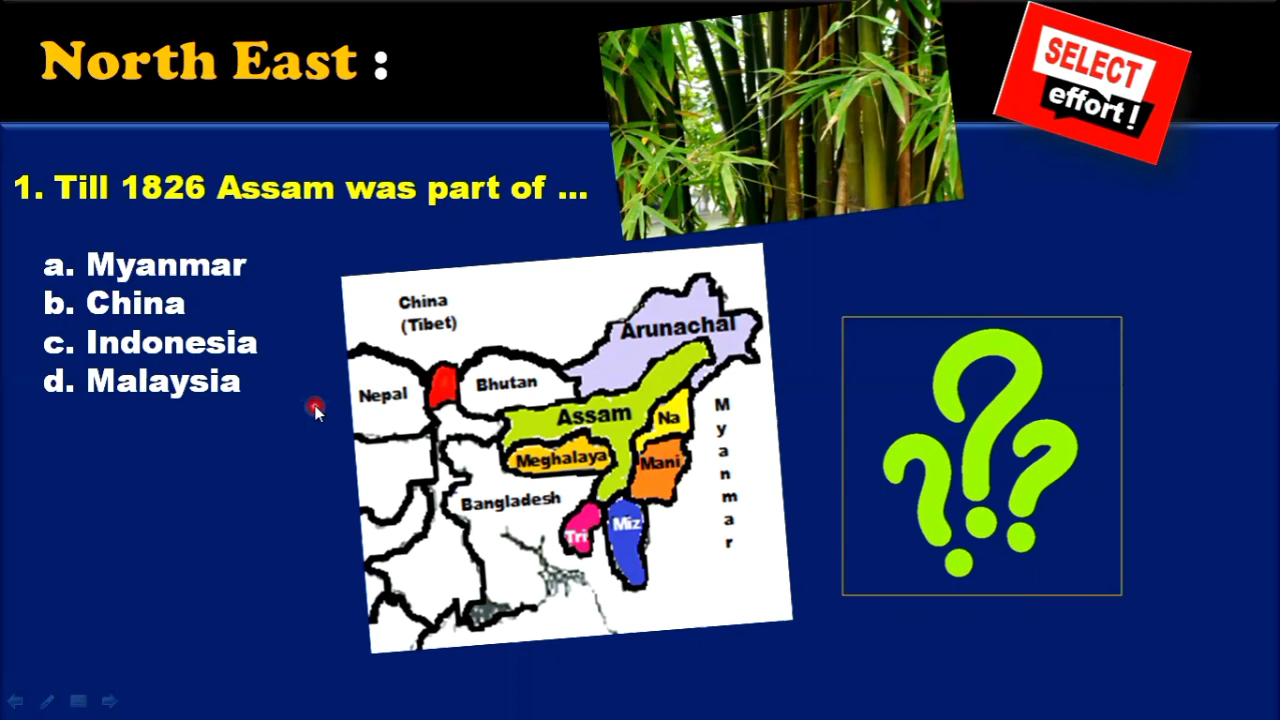 North East :
SELECT
effort !
1. Till 1826 Assam was part of ...
a. Myanmar
b. China
c. Indonesia
d. Malaysia
China
(Tibet)
Arunachal
Nepal
Bhutan
Assam
Na
Meghalaya
Mani
Bangladesh
Tri
Miz
Myanmar
???